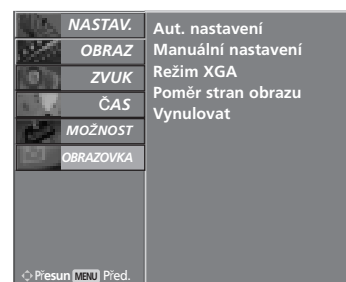 NASTAV.
OBRAZ
ZVUK
ČAS
MOŽNOST
OBRAZOVKA
Aut. nastavení
Manuální nastavení
Režim XGA
Poměr stran obrazu
Vynulovat
Přesun MENU Před.